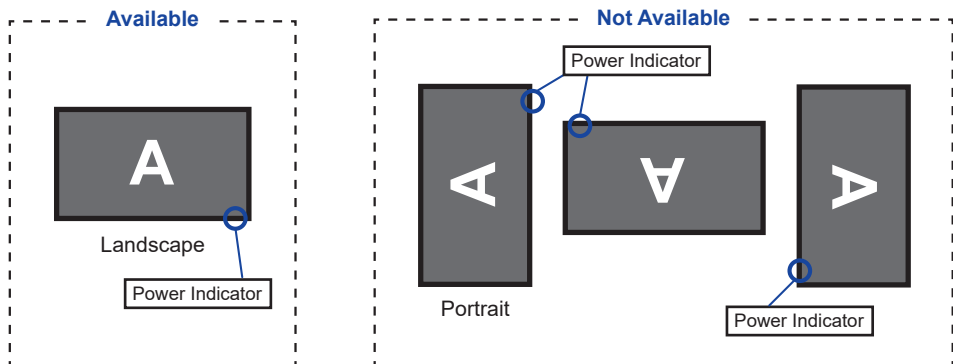 Available
A
Landscape
Power Indicator
Not Available
Power Indicator
A
A
A
Portrait
Power Indicator